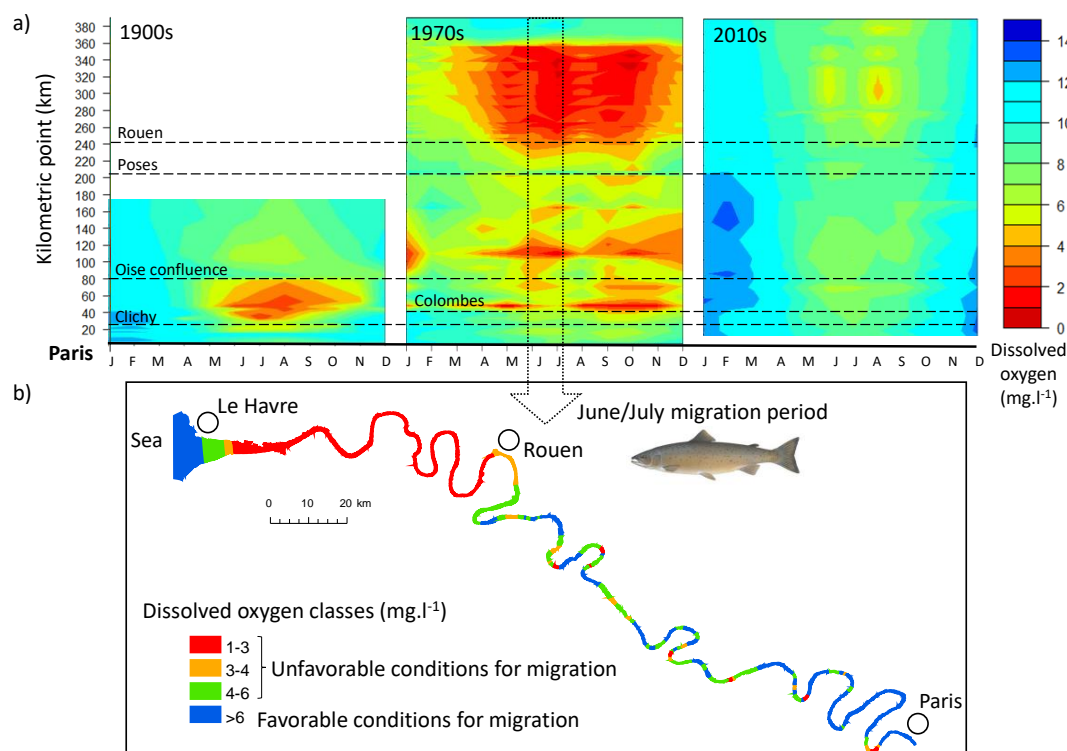 a)
1900s
1970s
2010s
Kilometric point (km)
380
360
340
320
300
280
260
240
220
200
180
160
140
120
100
80
60
40
20
Rouen
Poses
Oise confluence
Clichy
Colombes
Paris
J F M A M J J A S O N D
J F M A M J J A S O N D
J F M A M J J A S O N D
14
12
10
8
6
4
2
0
Dissolved
oxygen
(mg.l-1)
b)
Le Havre
Sea
June/July migration period
Rouen
0 10 20 km
Dissolved oxygen classes (mg.l-1)
1-3
3-4
4-6
>6
Unfavorable conditions for migration
Favorable conditions for migration
Paris